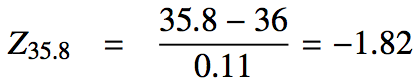 Z35.8 = (35.8 − 36) / 0.11 = −1.82